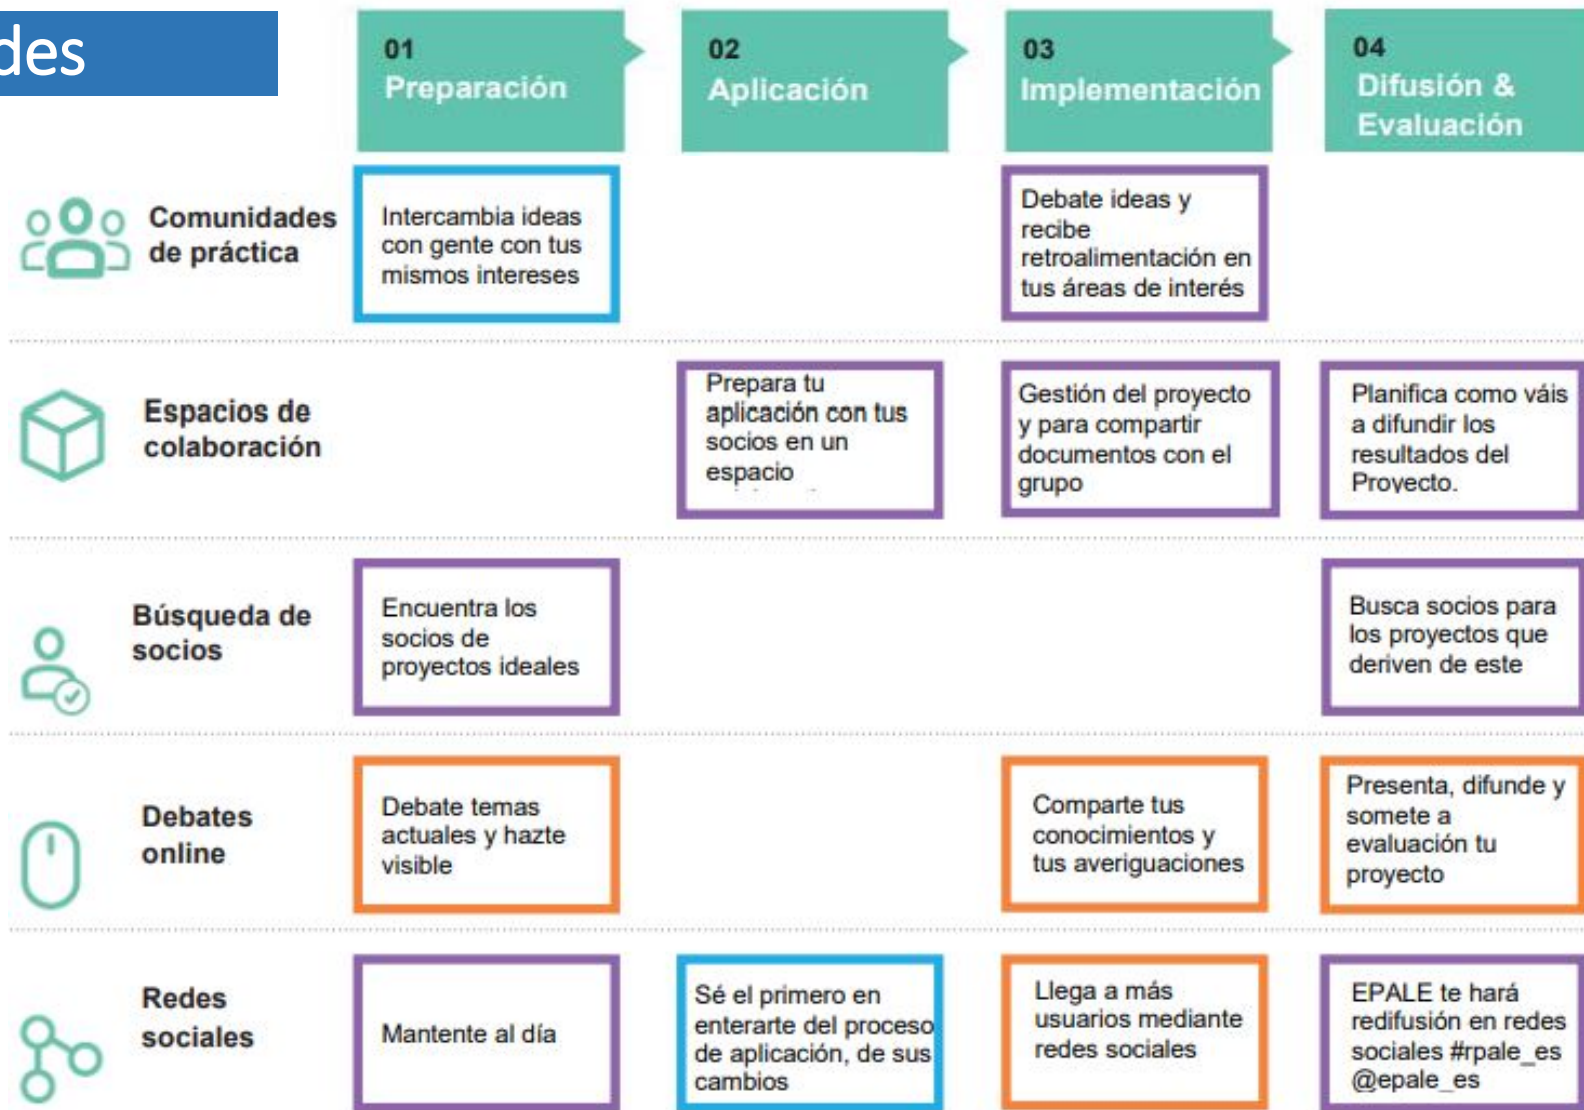 des
01
Preparación
02
Aplicación
03
Implementación
04
Difusión &
Evaluación
Comunidades
de práctica
Intercambia ideas
con gente con tus
mismos intereses
Debate ideas y
recibe
retroalimentación en
tus áreas de interés
Espacios de
colaboración
Prepara tu
aplicación con tus
socios en un
espacio
Gestión del proyecto
y para compartir
documentos con el
grupo
Planifica como váis
a difundir los
resultados del
Proyecto.
Búsqueda de
socios
Encuentra los
socios de
proyectos ideales
Busca socios para
los proyectos que
deriven de este
Debates
online
Debate temas
actuales y hazte
visible
Comparte tus
conocimientos y
tus averiguaciones
Presenta, difunde y
somete a
evaluación tu
proyecto
Redes
sociales
Mantente al día
Sé el primero en
enterarte del proceso
de aplicación, de sus
cambios
Llega a más
usuarios mediante
redes sociales
EPALE te hará
redifusión en redes
sociales #rpale_es
@epale_es